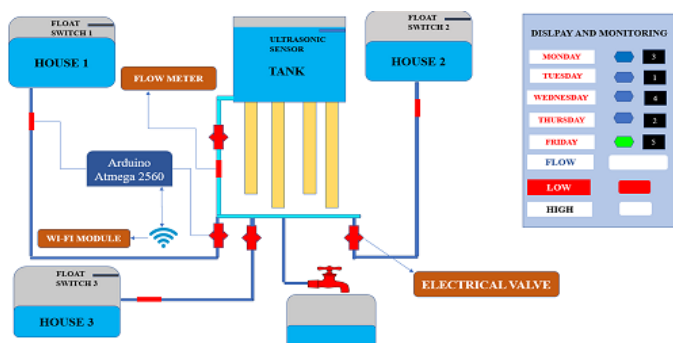 FLOAT
SWITCH 1
HOUSE 1
FLOW METER
ULTRASONIC
SENSOR
TANK
FLOAT
SWITCH 2
HOUSE 2
Arduino
Atmega 2560
WI-FI MODULE
FLOAT
SWITCH 3
HOUSE 3
ELECTRICAL VALVE
DISLPAY AND MONITORING
MONDAY 3
TUESDAY 1
WEDNESDAY 6
THURSDAY 2
FRIDAY 5
FLOW
LOW
HIGH